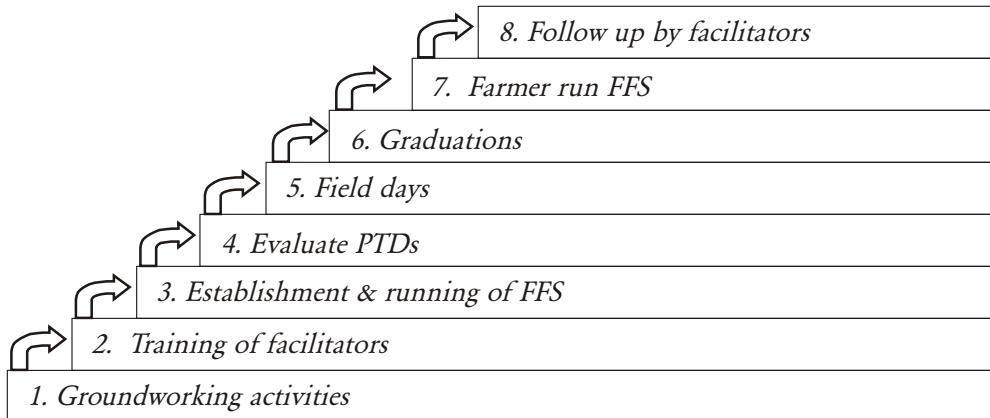 8. Follow up by facilitators
7. Farmer run FFS
6. Graduations
5. Field days
4. Evaluate PTDs
3. Establishment & running of FFS
2. Training of facilitators
1. Groundworking activities